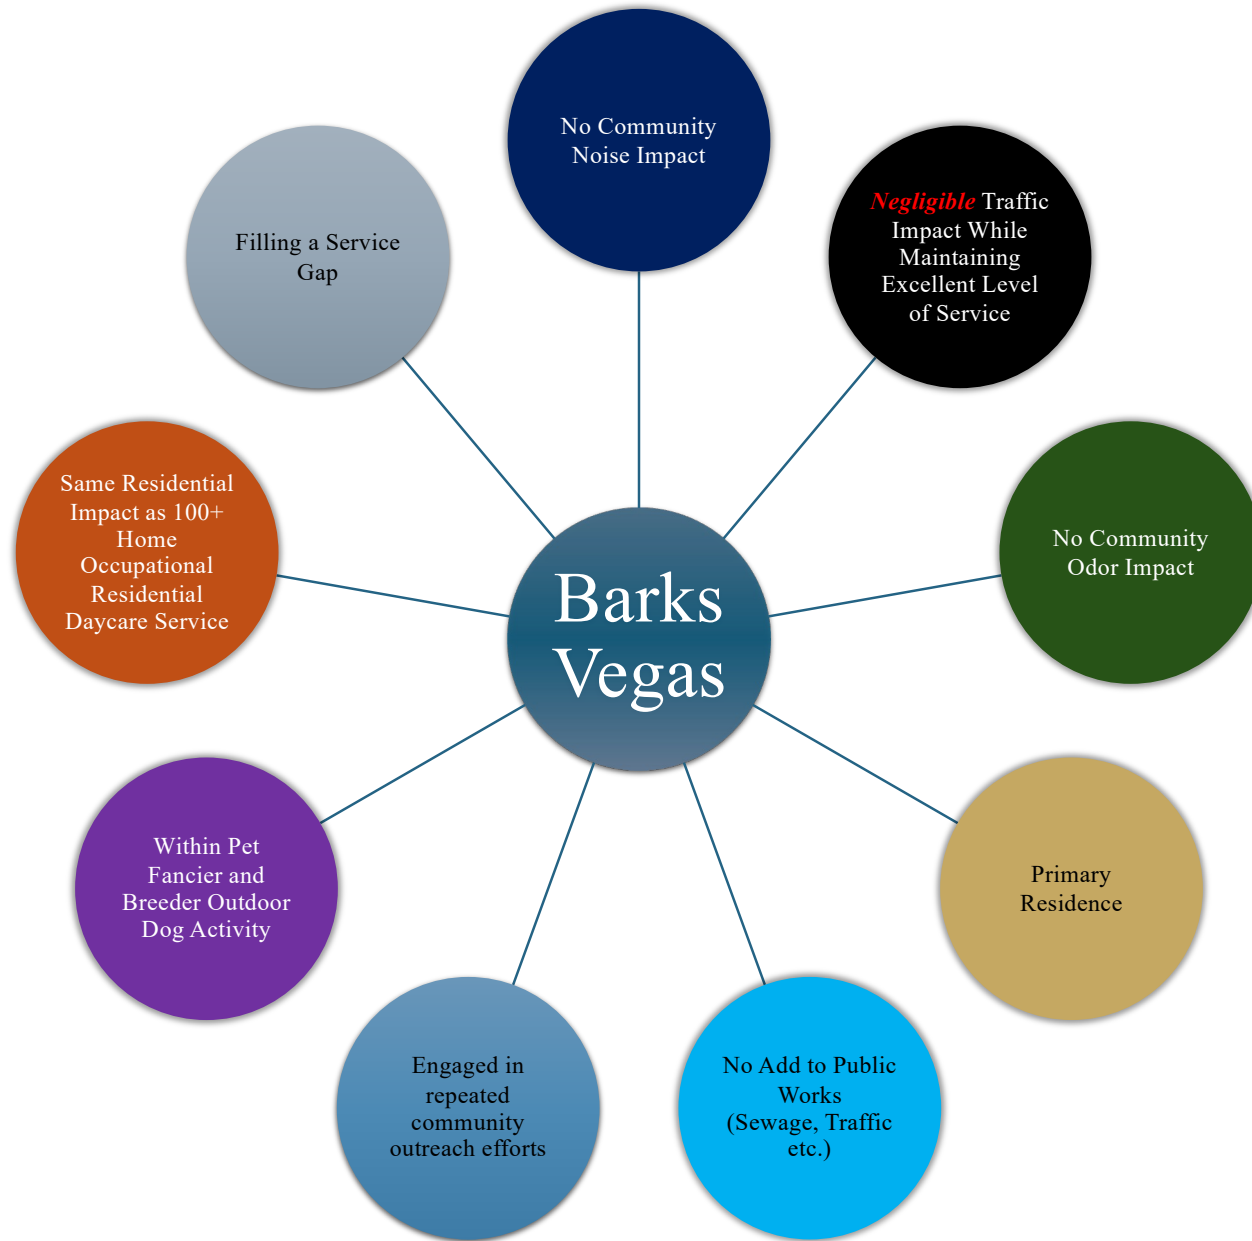 No Community
Noise Impact
Negligible Traffic
Impact While
Maintaining
Excellent Level
of Service
No Community
Odor Impact
Primary
Residence
No Add to Public
Works
(Sewage, Traffic
etc.)
Engaged in
repeated
community
outreach efforts
Within Pet
Fancier and
Breeder Outdoor
Dog Activity
Same Residential
Impact as 100+
Home
Occupational
Residential
Daycare Service
Filling a Service
Gap
Barks
Vegas